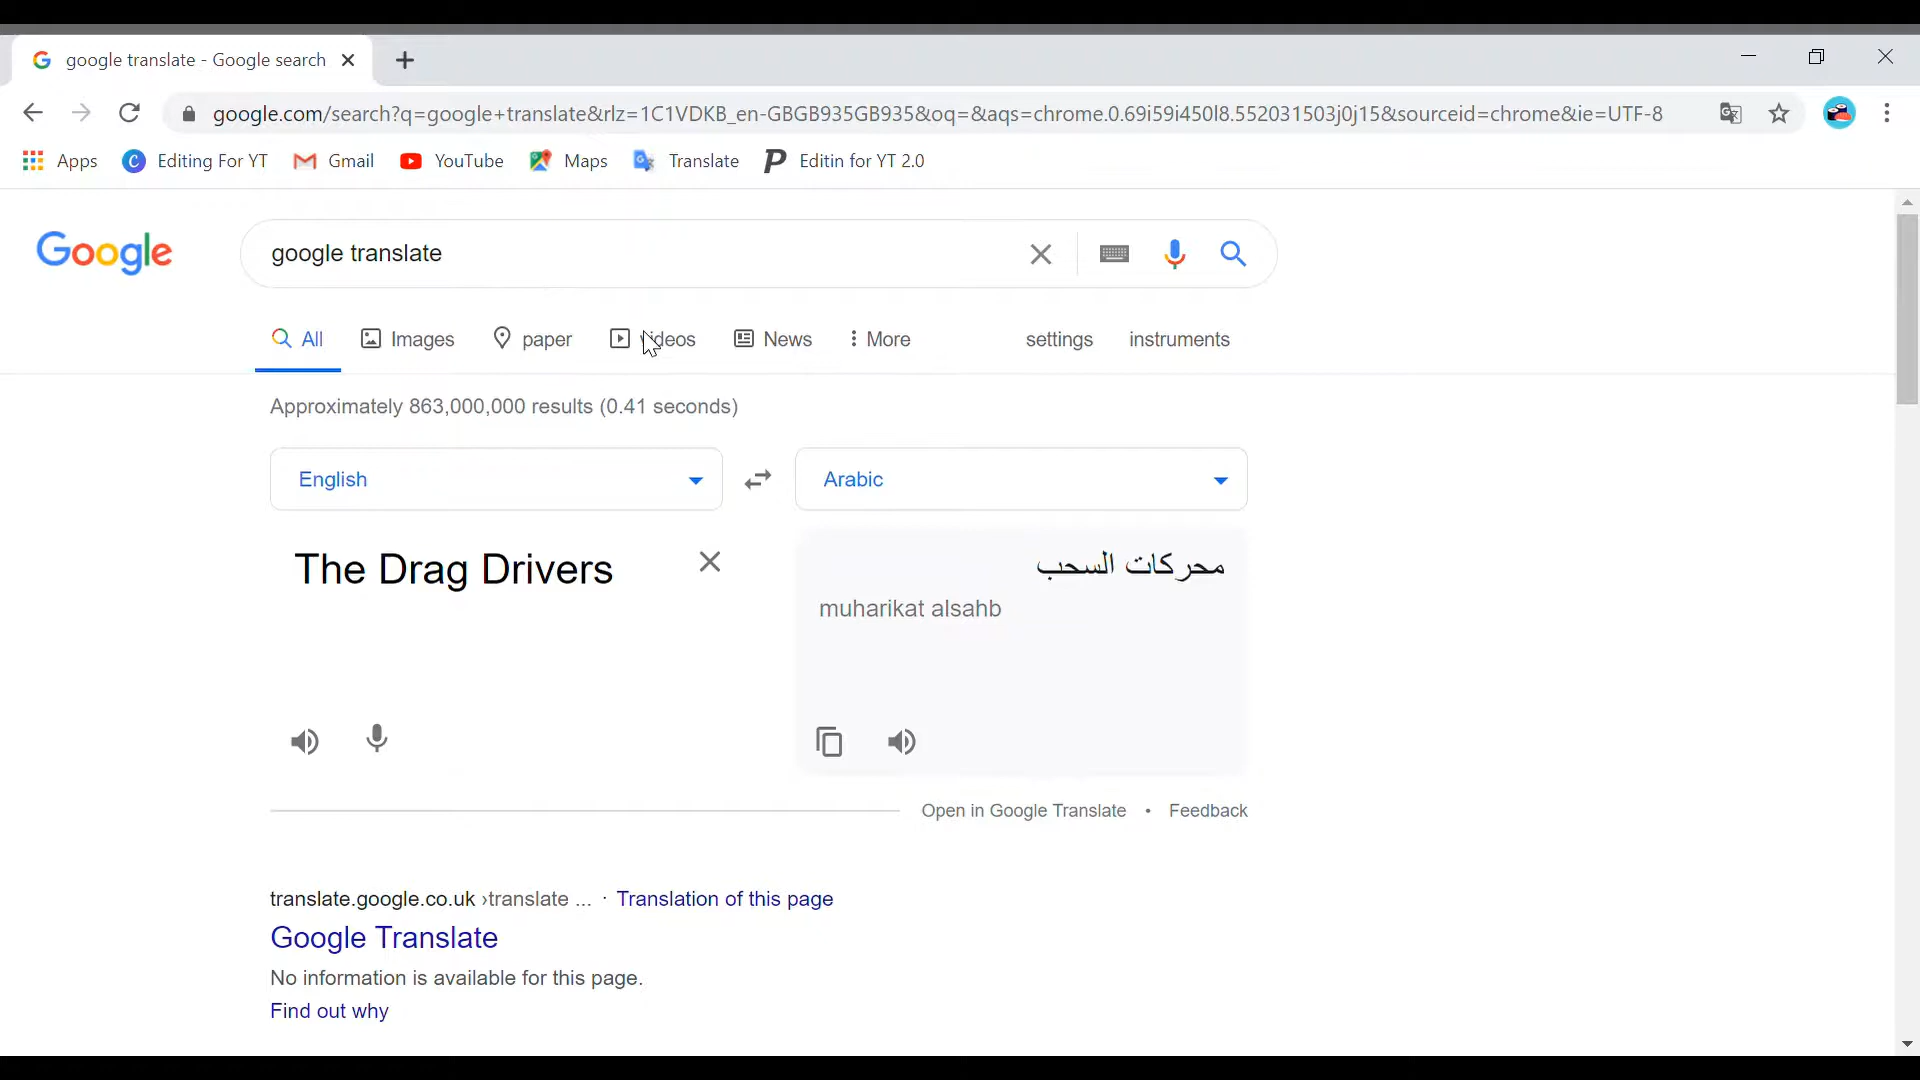 google translate - Google search
google.com/search?q=google+translate&rlz=1C1VDKB_en-GBGB935GB935&oq=&aqs=chrome.0.69i59i450l8.552031503j0j15&sourceid=chrome&ie=UTF-8
Apps Editing For YT Gmail YouTube Maps Translate Editin for YT 2.0
Google google translate
All Images paper videos News More settings instruments
Approximately 863,000,000 results (0.41 seconds)
English Arabic
The Drag Drivers
محركات السحب
muharikat alsahb
Open in Google Translate • Feedback
translate.google.co.uk ›translate ... · Translation of this page
Google Translate
No information is available for this page.
Find out why